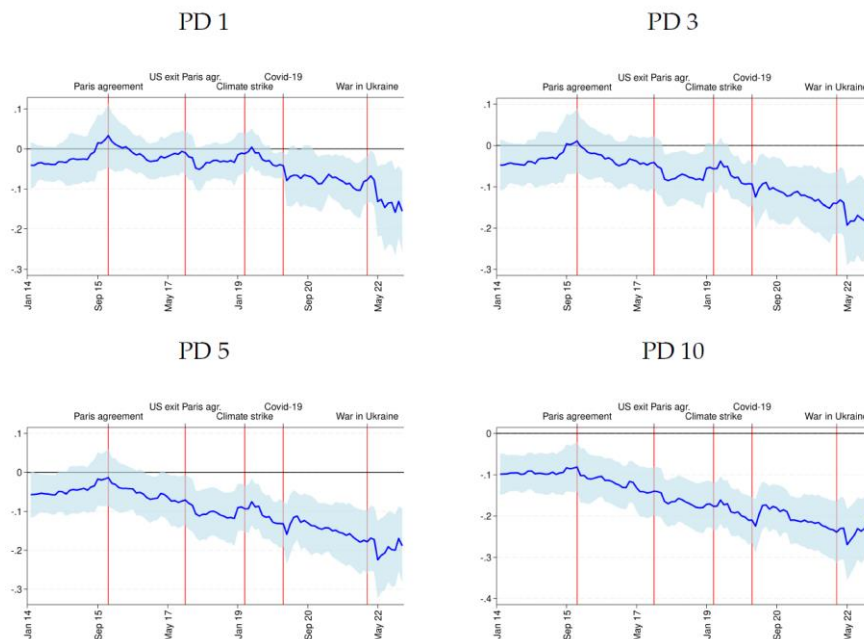 PD 1
PD 3
US exit Paris agr. Covid-19
Paris agreement Climate strike War in Ukraine
.1
0
.1
.2
.3
Jan 14
Sep 15
May 17
Jan 19
Sep 20
May 22
US exit Paris agr. Covid-19
Paris agreement Climate strike War in Ukraine
.1
0
.1
.2
.3
Jan 14
Sep 15
May 17
Jan 19
Sep 20
May 22
PD 5
PD 10
US exit Paris agr. Covid-19
Paris agreement Climate strike War in Ukraine
.1
0
.1
.2
.3
Jan 14
Sep 15
May 17
Jan 19
Sep 20
May 22
US exit Paris agr. Covid-19
Paris agreement Climate strike War in Ukraine
0
.1
.2
.3
.4
Jan 14
Sep 15
May 17
Jan 19
Sep 20
May 22